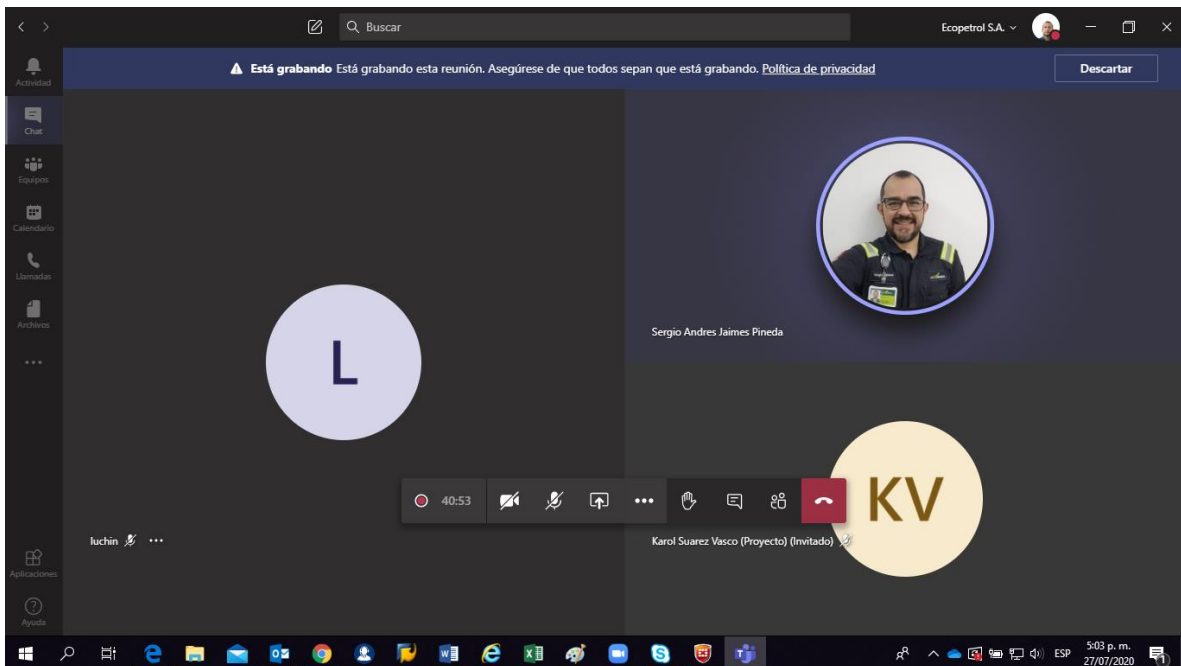 Buscar
Ecopetrol S.A.
Está grabando Está grabando esta reunión. Asegúrese de que todos sepan que está grabando. Política de privacidad
Descartar
Actividad
Chat
Equipos
Calendario
Llamadas
Archivos
Aplicaciones
Ayuda
L
luchin
Sergio Andres Jaimes Pineda
40:53
KV
Karol Suarez Vasco (Proyecto) (Invitado)
ESP
5:03 p. m.
27/07/2020